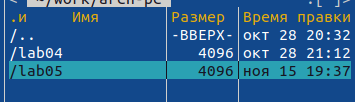 ~/work/arch-pc .[^]
.и Имя Размер Время правки
/.. -ВВЕРХ- окт 28 20:32
/lab04 4096 окт 28 21:12
/lab05 4096 ноя 15 19:37